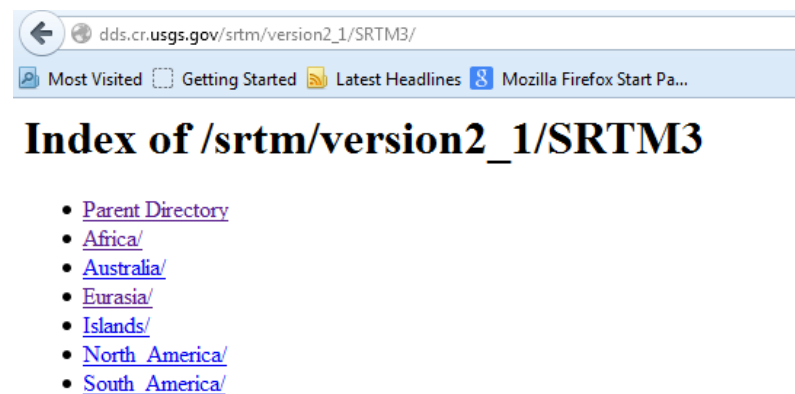 dds.cr.usgs.gov/srtm/version2_1/SRTM3/
Most Visited Getting Started Latest Headlines 8 Mozilla Firefox Start Pa...
Index of /srtm/version2_1/SRTM3
Parent Directory
Africa/
Australia/
Eurasia/
Islands/
North_America/
South_America/